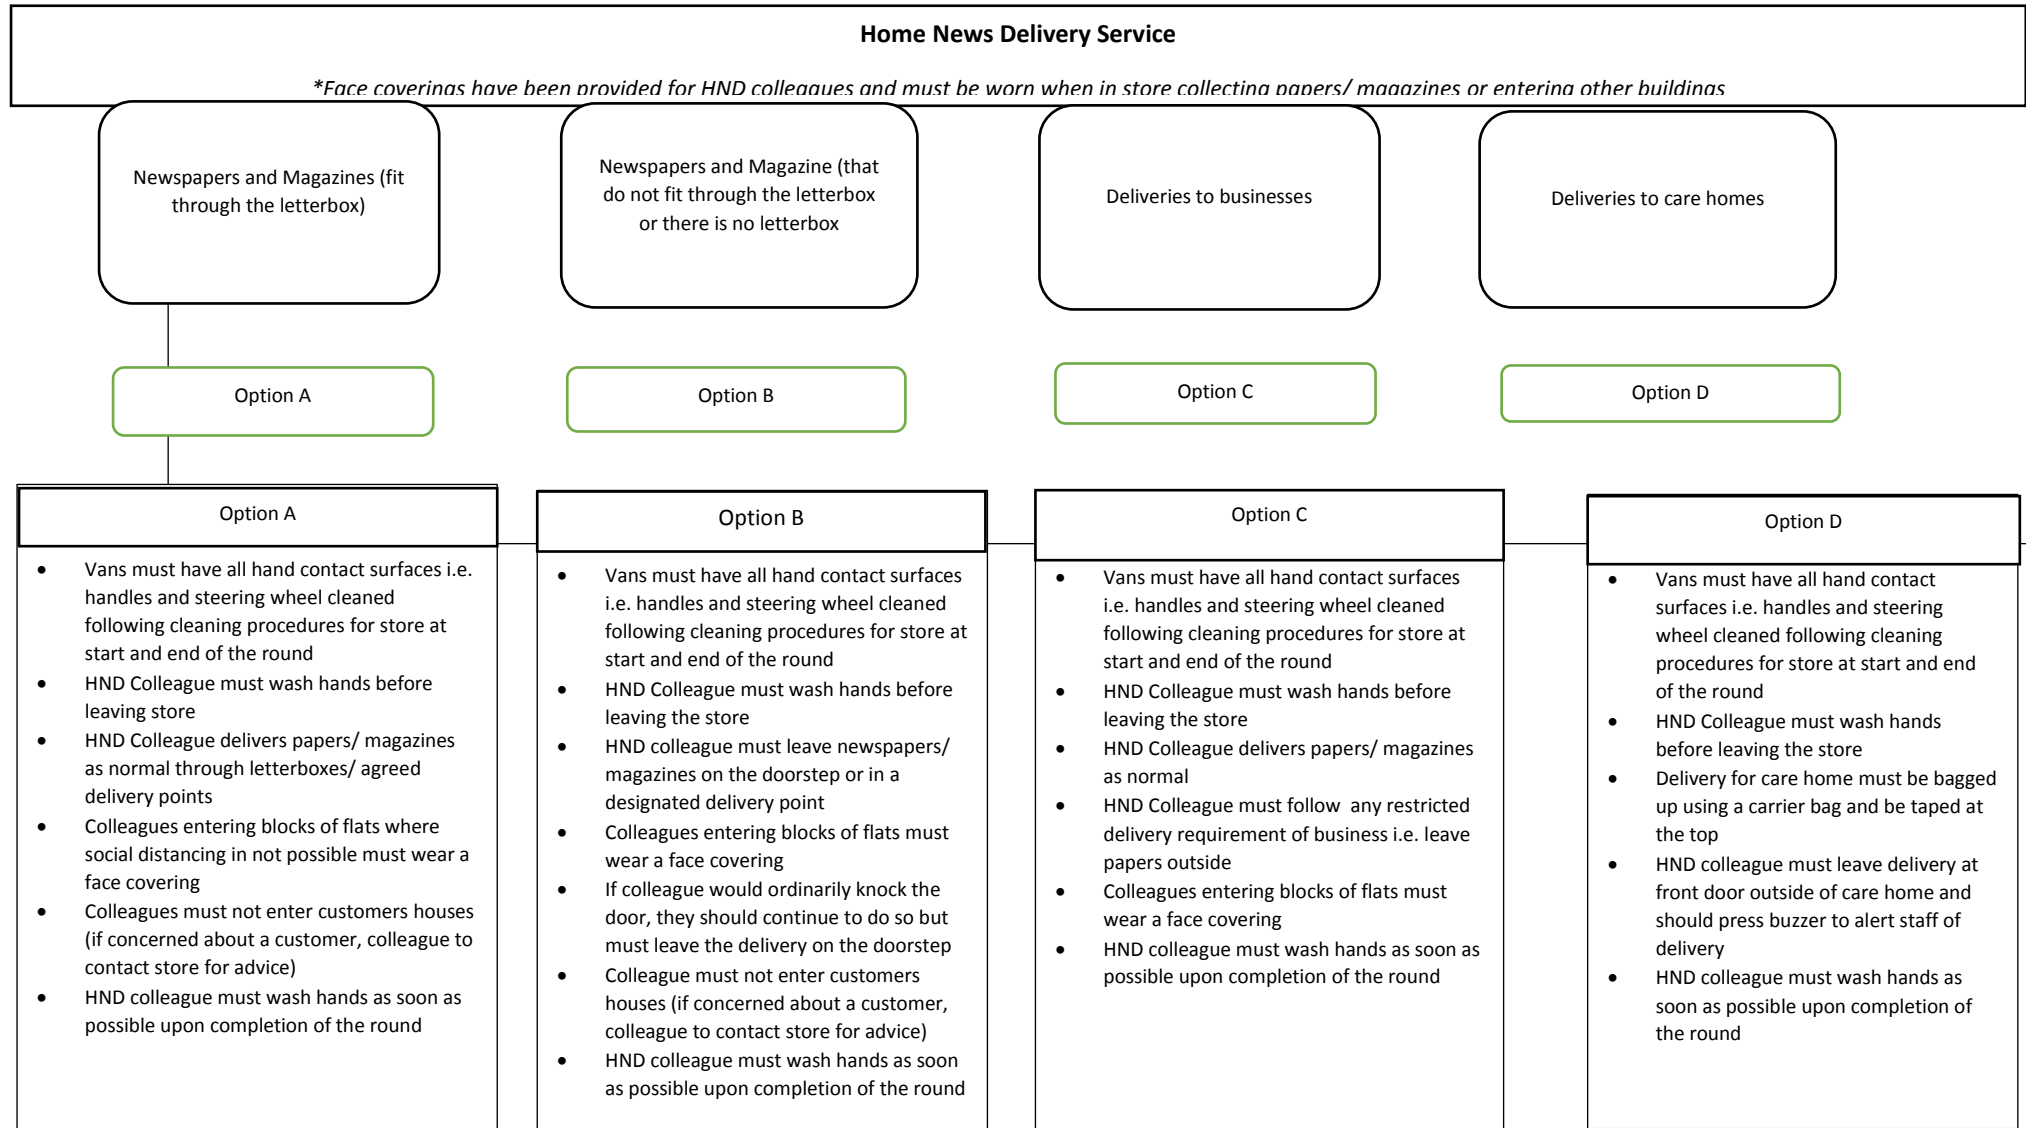 Home News Delivery Service
*Face coverings have been provided for HND colleagues and must be worn when in store collecting papers/ magazines or entering other buildings
Newspapers and Magazines (fit
through the letterbox)
Newspapers and Magazine (that
do not fit through the letterbox
or there is no letterbox
Deliveries to businesses
Deliveries to care homes
Option A
Option B
Option C
Option D
Option A
• Vans must have all hand contact surfaces i.e.
handles and steering wheel cleaned
following cleaning procedures for store at
start and end of the round
• HND Colleague must wash hands before
leaving store
• HND Colleague delivers papers/ magazines
as normal through letterboxes/ agreed
delivery points
• Colleagues entering blocks of flats where
social distancing in not possible must wear a
face covering
• Colleagues must not enter customers houses
(if concerned about a customer, colleague to
contact store for advice)
• HND colleague must wash hands as soon as
possible upon completion of the round
Option B
• Vans must have all hand contact surfaces
i.e. handles and steering wheel cleaned
following cleaning procedures for store at
start and end of the round
• HND Colleague must wash hands before
leaving the store
• HND colleague must leave newspapers/
magazines on the doorstep or in a
designated delivery point
• Colleagues entering blocks of flats must
wear a face covering
• If colleague would ordinarily knock the
door, they should continue to do so but
must leave the delivery on the doorstep
• Colleague must not enter customers
houses (if concerned about a customer,
colleague to contact store for advice)
• HND colleague must wash hands as soon
as possible upon completion of the round
Option C
• Vans must have all hand contact surfaces
i.e. handles and steering wheel cleaned
following cleaning procedures for store at
start and end of the round
• HND Colleague must wash hands before
leaving the store
• HND Colleague delivers papers/ magazines
as normal
• HND Colleague must follow  any restricted
delivery requirement of business i.e. leave
papers outside
• Colleagues entering blocks of flats must
wear a face covering
• HND colleague must wash hands as soon as
possible upon completion of the round
Option D
• Vans must have all hand contact
surfaces i.e. handles and steering
wheel cleaned following cleaning
procedures for store at start and end
of the round
• HND Colleague must wash hands
before leaving the store
• Delivery for care home must be bagged
up using a carrier bag and be taped at
the top
• HND colleague must leave delivery at
front door outside of care home and
should press buzzer to alert staff of
delivery
• HND colleague must wash hands as
soon as possible upon completion of
the round